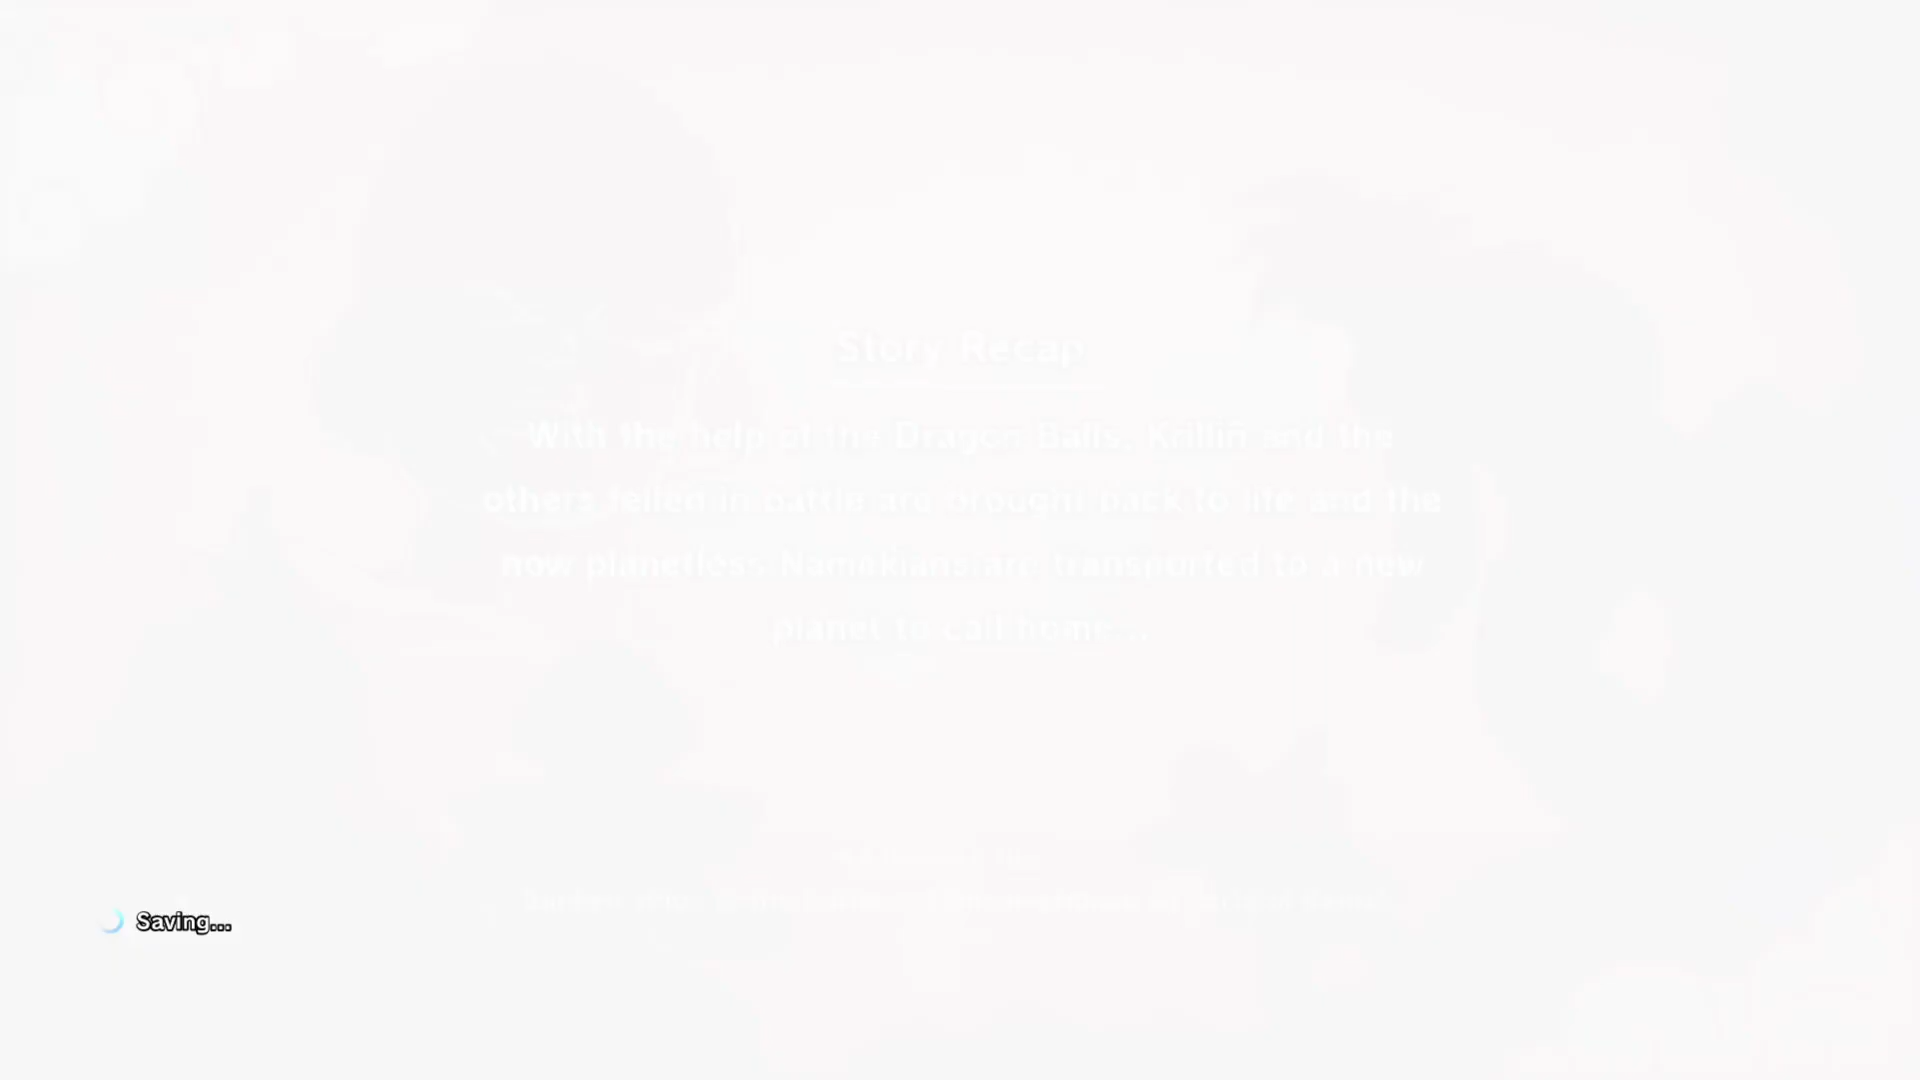 Story Recap
With the help of the Dragon Balls, Krillin and the
others felled in battle are brought back to life and the
now planetless Namekians are transported to a new
planet to call home...
Saving...